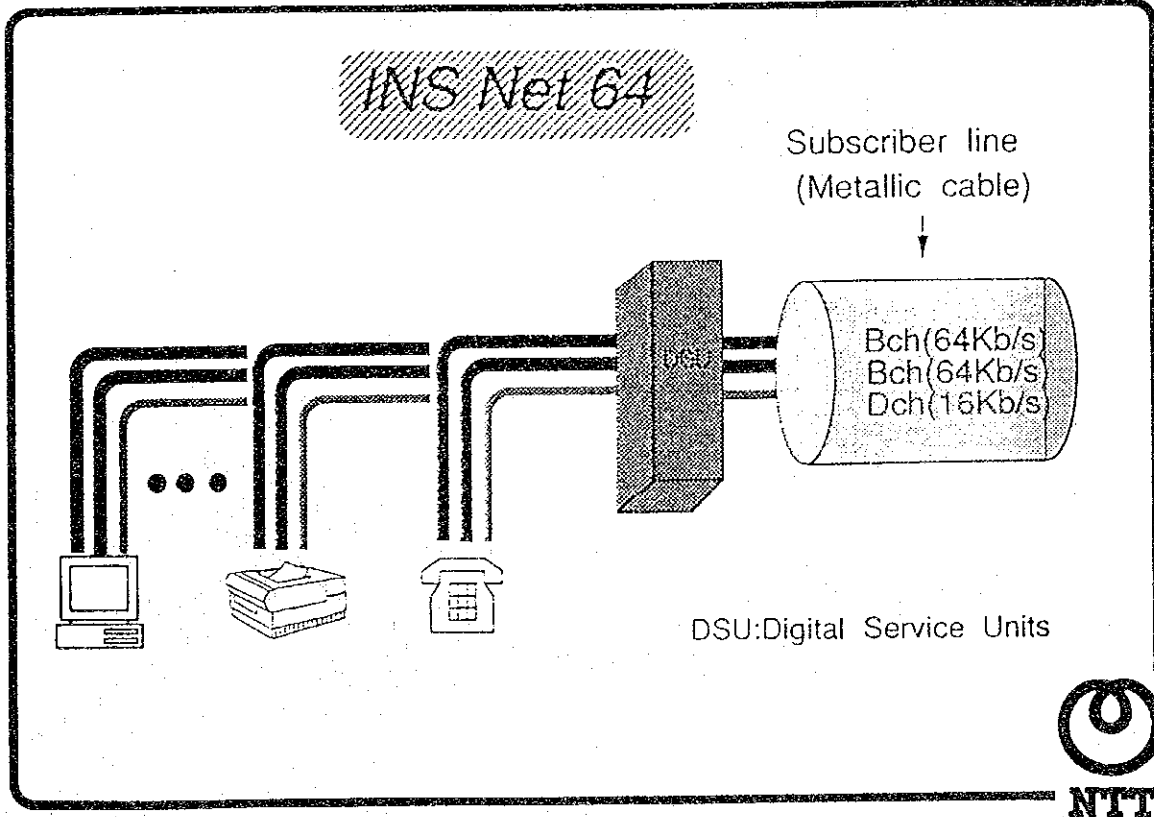 INS Net 64
Subscriber line
(Metallic cable)
DSU
Bch(64Kb/s)
Bch(64Kb/s)
Dch(16Kb/s)
DSU:Digital Service Units
NTT